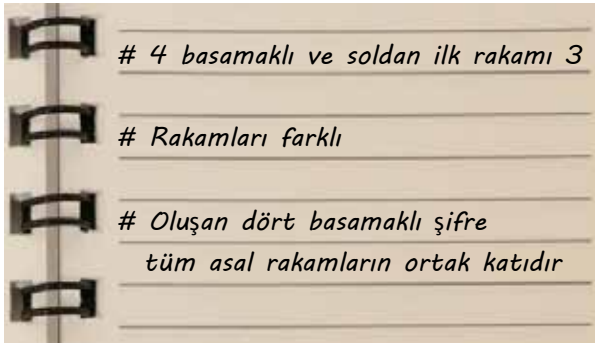 # 4 basamaklı ve soldan ilk rakamı 3
# Rakamları farklı
# Oluşan dört basamaklı şifre
tüm asal rakamların ortak katıdır